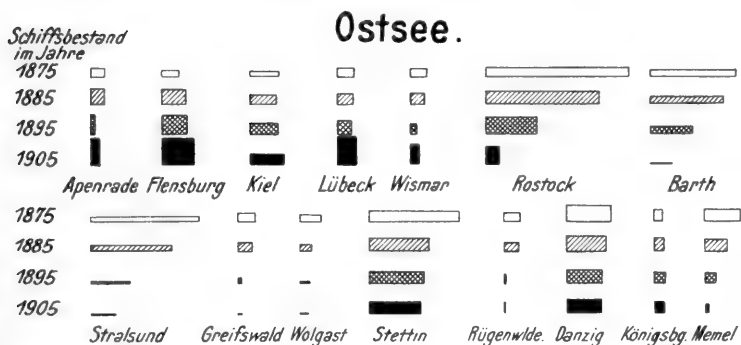 Ostsee.
Schiffsbestand
im Jahre
1875
1885
1895
1905
Apenrade Flensburg Kiel Lübeck Wismar Rostock Barth
1875
1885
1895
1905
Stralsund Greifswald Wolgast Stettin Rügenwlde. Danzig Königsbg. Memel